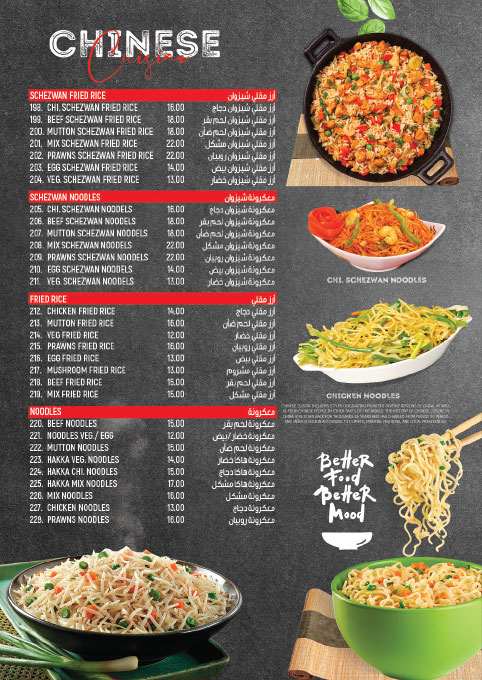 CHINESE
Cuisine
SCHEZWAN FRIED RICE أرز مقلي شيزوان
198. CHI. SCHEZWAN FRIED RICE 16.00 أرز مقلي شيزوان دجاج
199. BEEF SCHEZWAN FRIED RICE 18.00 أرز مقلي شيزوان لحم بقر
200. MUTTON SCHEZWAN FRIED RICE 18.00 أرز مقلي شيزوان لحم ضأن
201. MIX SCHEZWAN FRIED RICE 22.00 أرز مقلي شيزوان مشكل
202. PRAWNS SCHEZWAN FRIED RICE 22.00 أرز مقلي شيزوان روبيان
203. EGG SCHEZWAN FRIED RICE 14.00 أرز مقلي شيزوان بيض
204. VEG. SCHEZWAN FRIED RICE 13.00 أرز مقلي شيزوان خضار
SCHEZWAN NOODLES معكرونة شيزوان
205. CHI. SCHEZWAN NOODELS 16.00 معكرونة شيزوان دجاج
206. BEEF SCHEZWAN NOODELS 18.00 معكرونة شيزوان لحم بقر
207. MUTTON SCHEZWAN NOODELS 18.00 معكرونة شيزوان لحم ضأن
208. MIX SCHEZWAN NOODELS 22.00 معكرونة شيزوان مشكل
209. PRAWNS SCHEZWAN NOODELS 22.00 معكرونة شيزوان روبيان
210. EGG SCHEZWAN NOODELS 14.00 معكرونة شيزوان بيض
211. VEG. SCHEZWAN NOODELS 13.00 معكرونة شيزوان خضار
CHI. SCHEZWAN NOODLES
FRIED RICE أرز مقلي
212. CHICKEN FRIED RICE 14.00 أرز مقلي دجاج
213. MUTTON FRIED RICE 16.00 أرز مقلي لحم ضأن
214. VEG FRIED RICE 12.00 أرز مقلي خضار
215. PRAWNS FRIED RICE 16.00 أرز مقلي روبيان
216. EGG FRIED RICE 13.00 أرز مقلي بيض
217. MUSHROOM FRIED RICE 13.00 أرز مقلي مشروم
218. BEEF FRIED RICE 15.00 أرز مقلي لحم بقر
219. MIX FRIED RICE 15.00 أرز مقلي مشكل
CHICKEN NOODLES
NOODLES معكرونة
220. BEEF NOODLES 15.00 معكرونة لحم بقر
221. NOODLES VEG / EGG 12.00 معكرونة خضار / بيض
222. MUTTON NOODLES 15.00 معكرونة لحم ضأن
223. HAKKA VEG. NOODLES 14.00 معكرونة هاكا خضار
224. HAKKA CHI. NOODLES 15.00 معكرونة هاكا دجاج
225. HAKKA MIX NOODLES 17.00 معكرونة هاكا مشكل
226. MIX NOODLES 16.00 معكرونة مشكل
227. CHICKEN NOODLES 13.00 معكرونة دجاج
228. PRAWNS NOODLES 16.00 معكرونة روبيان
Better
Food
Better
Mood